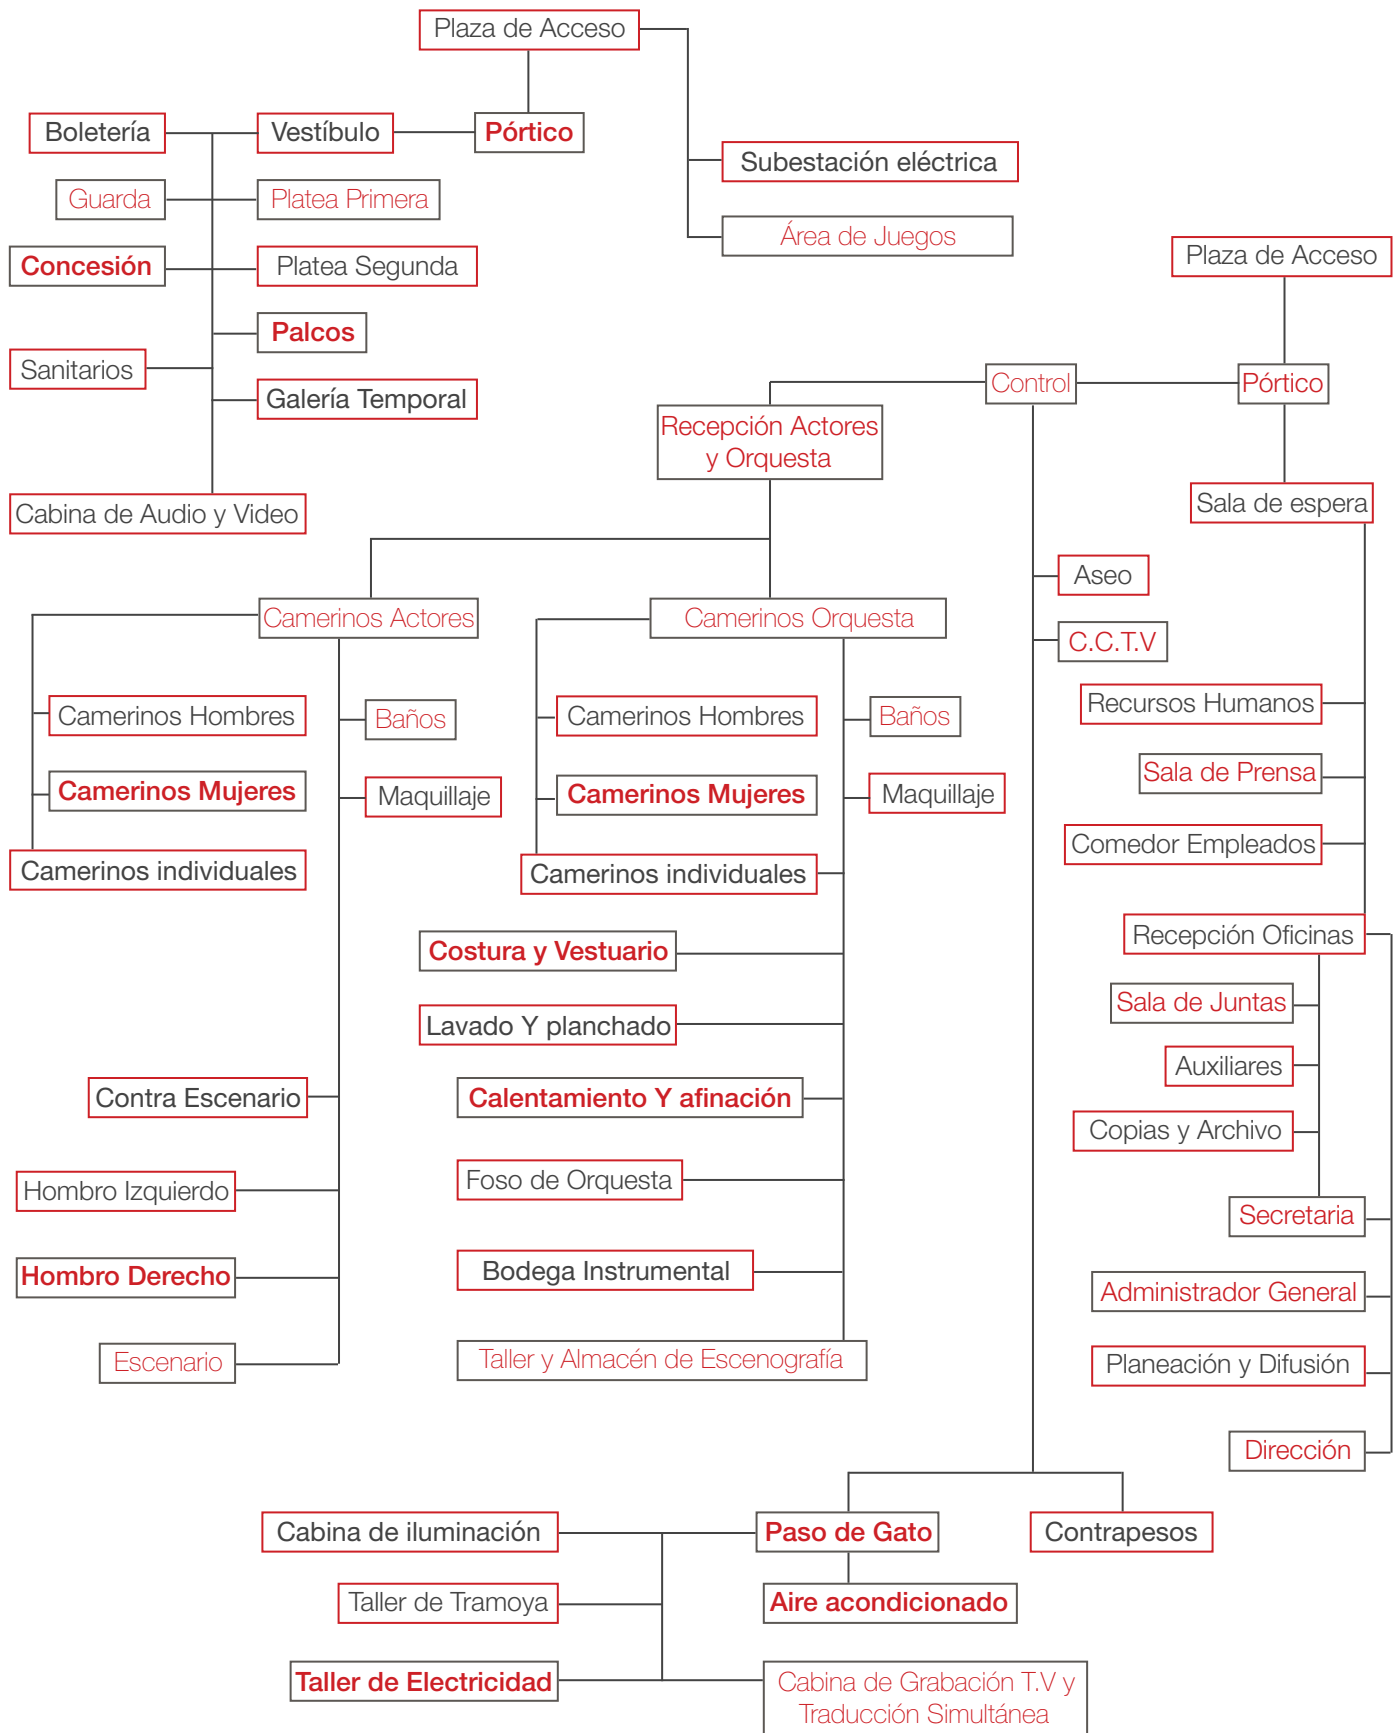 Plaza de Acceso
Boletería
Vestíbulo
Pórtico
Subestación eléctrica
Guarda
Platea Primera
Área de Juegos
Concesión
Platea Segunda
Plaza de Acceso
Palcos
Sanitarios
Galería Temporal
Control
Pórtico
Recepción Actores
y Orquesta
Cabina de Audio y Video
Sala de espera
Aseo
Camerinos Actores
Camerinos Orquesta
C.C.T.V
Camerinos Hombres
Baños
Camerinos Hombres
Baños
Recursos Humanos
Sala de Prensa
Camerinos Mujeres
Maquillaje
Camerinos Mujeres
Maquillaje
Comedor Empleados
Camerinos individuales
Camerinos individuales
Recepción Oficinas
Costura y Vestuario
Sala de Juntas
Lavado Y planchado
Auxiliares
Contra Escenario
Calentamiento Y afinación
Copias y Archivo
Hombro Izquierdo
Foso de Orquesta
Secretaria
Hombro Derecho
Bodega Instrumental
Administrador General
Escenario
Taller y Almacén de Escenografía
Planeación y Difusión
Dirección
Cabina de iluminación
Paso de Gato
Contrapesos
Taller de Tramoya
Aire acondicionado
Taller de Electricidad
Cabina de Grabación T.V y
Traducción Simultánea